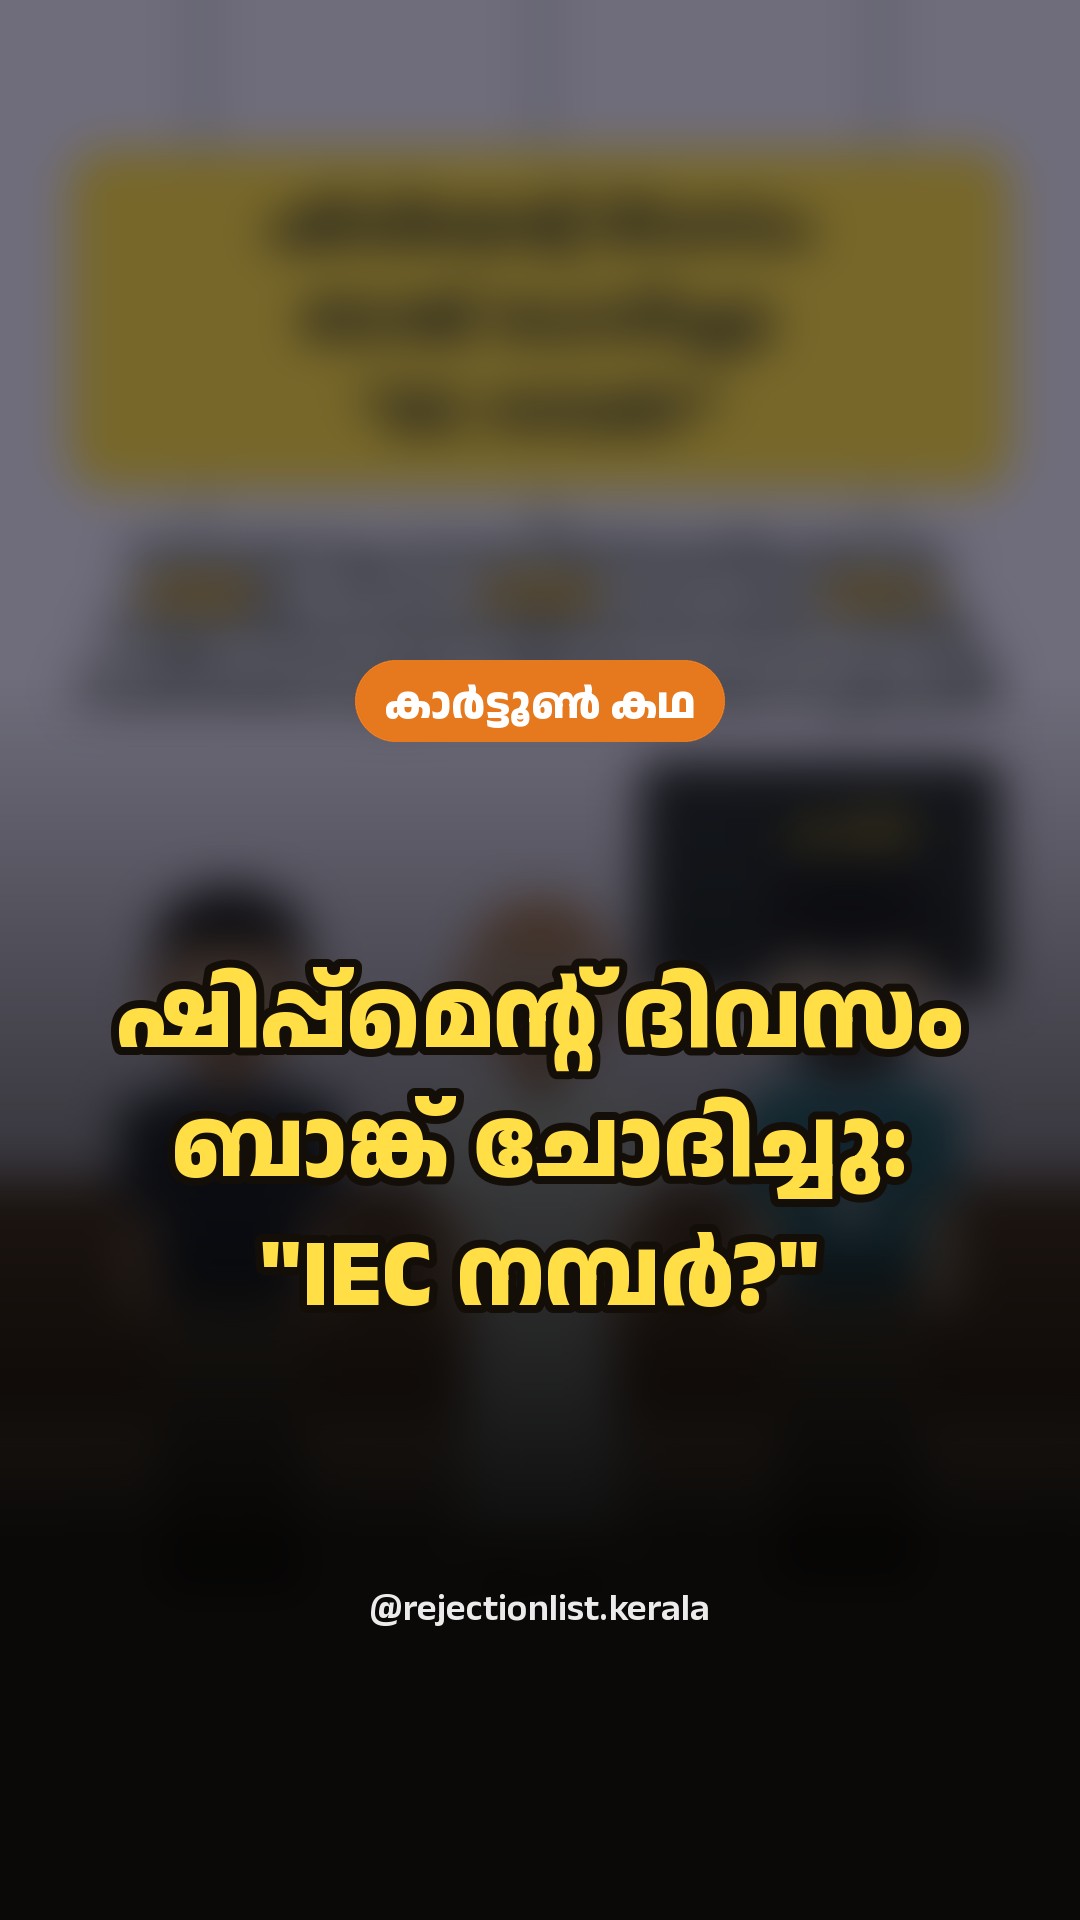 കാർട്ടൂൺ കഥ
ഷിപ്പ്മെന്റ് ദിവസം
ബാങ്ക് ചോദിച്ചു:
"IEC നമ്പർ?"
@rejectionlist.kerala